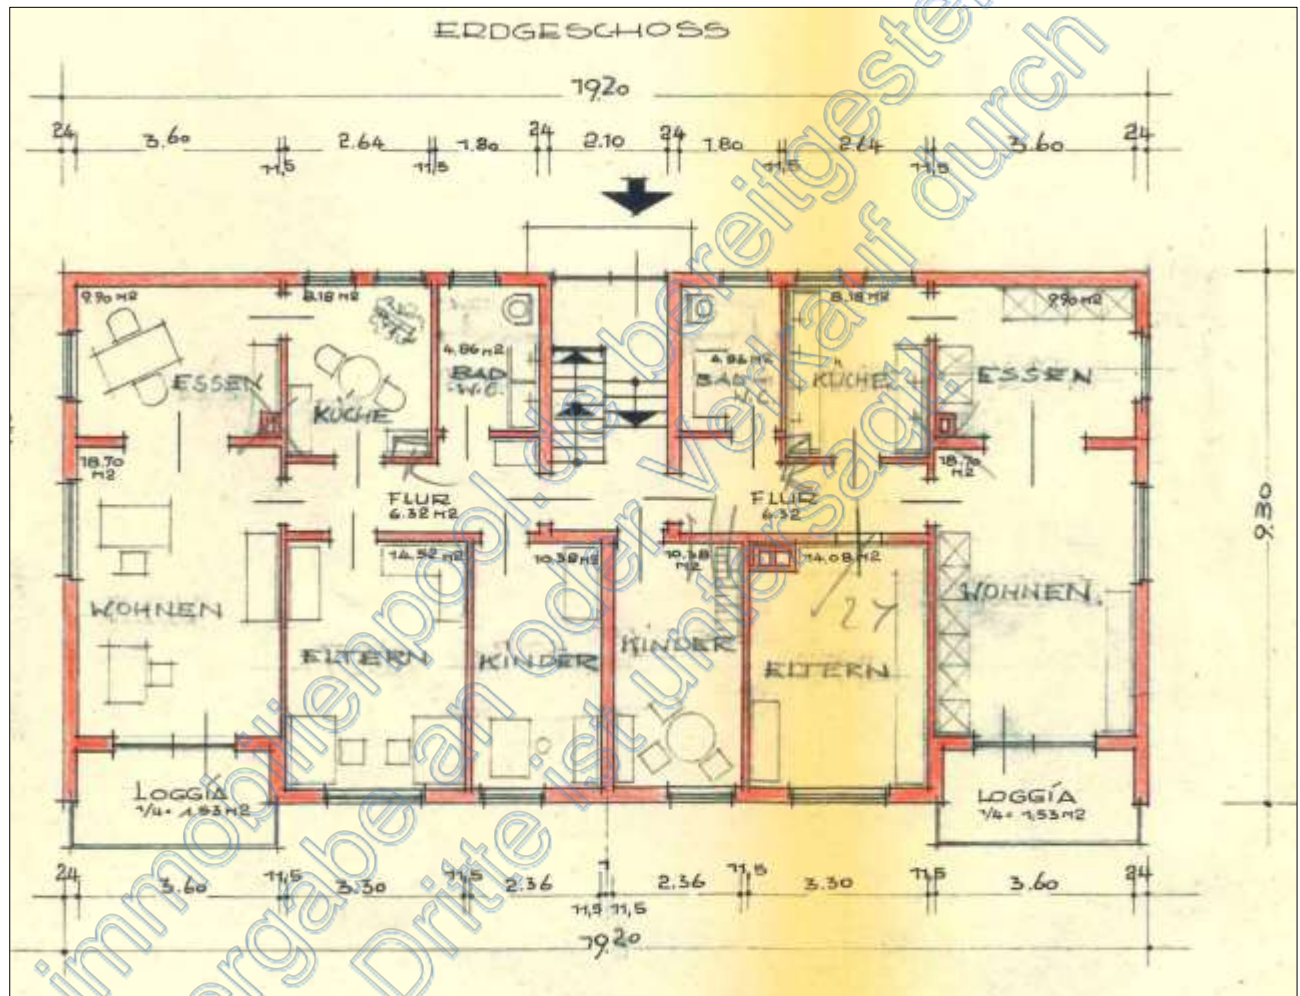 ERDGESCHOSS
19.20
24 3.60 11,5 2.64 11,5 1.80 24 2.10 24 1.80 11,5 2.64 11,5 3.60 24
9.90 M2
8.18 M2
8.18 M2
9.90 M2
4.86 M2
4.86 M2
ESSEN
BAD
W.C.
BAD
W.C.
KÜCHE
ESSEN
KÜCHE
18.70
M2
18.70
M2
FLUR
6.32 M2
FLUR
6.32
9.30
14.52 M2
10.38 M2
10.38
M2
14.08 M2
WOHNEN
WOHNEN
ELTERN
KINDER
KINDER
ELTERN
LOGGIA
1/4 = 1,53 M2
LOGGIA
1/4 = 1,53 M2
24 3.60 11,5 3.30 11,5 2.36 11,5 11,5 2.36 11,5 3.30 11,5 3.60 24
19.20
immobilienpool.de bereitgestell
ergabe an oder Verkauf durch
Dritte ist untersagt!